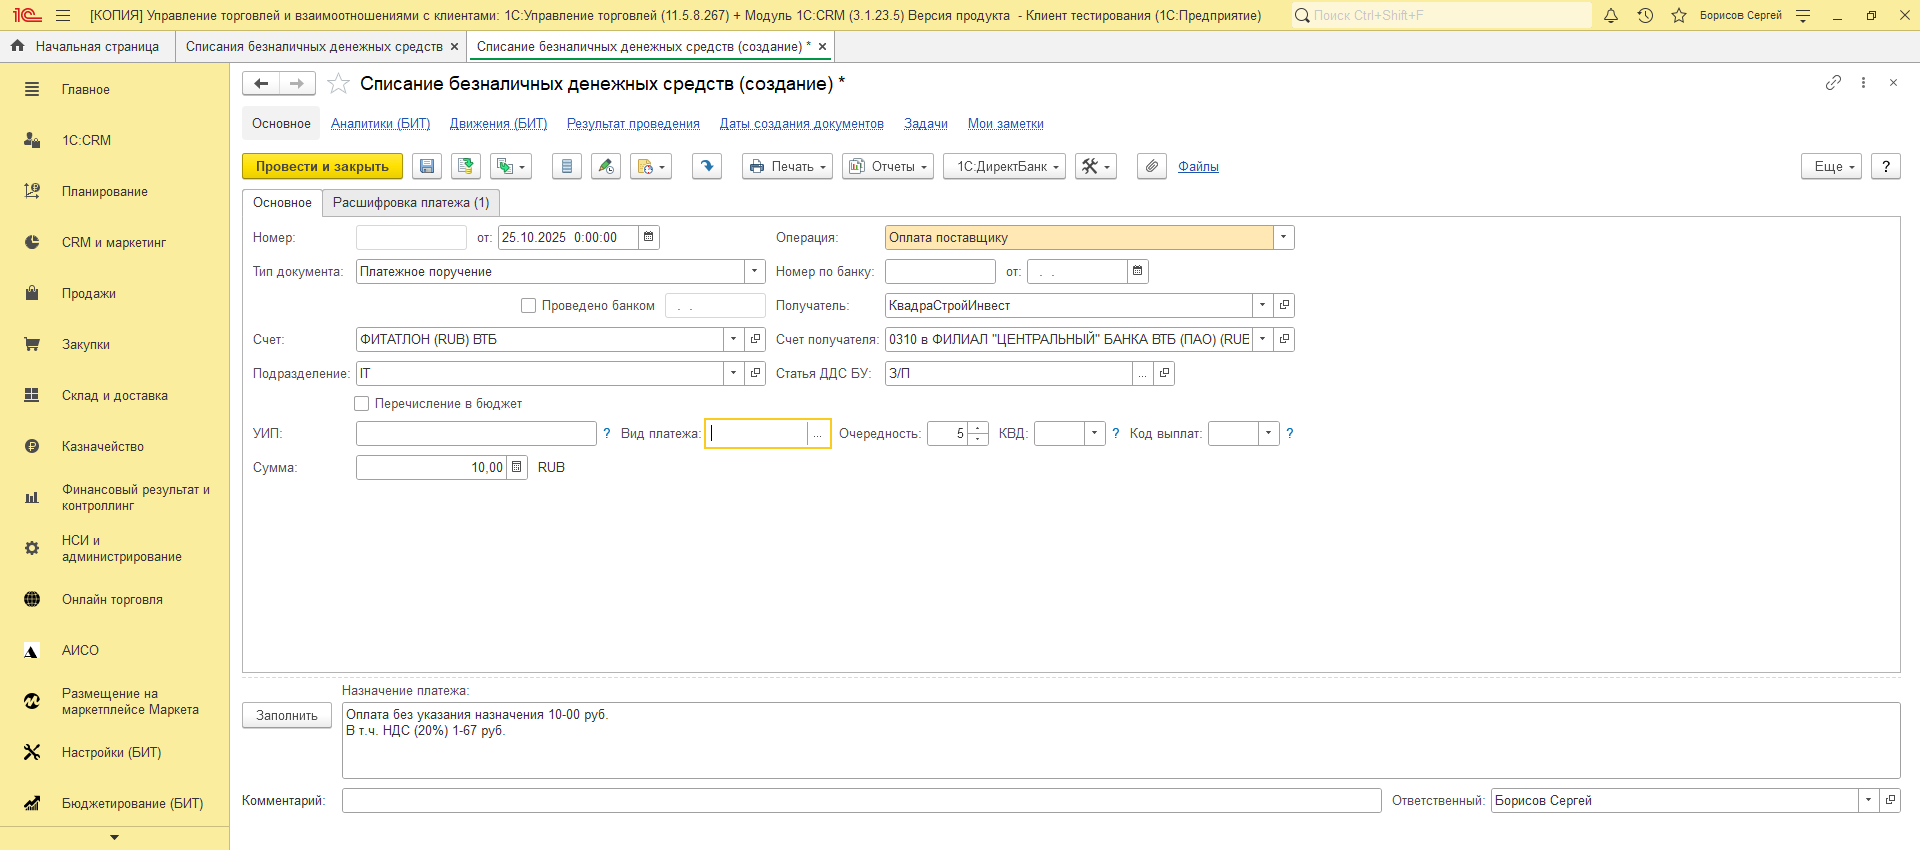 [КОПИЯ] Управление торговлей и взаимоотношениями с клиентами: 1С:Управление торговлей (11.5.8.267) + Модуль 1С:CRM (3.1.23.5) Версия продукта - Клиент тестирования (1С:Предприятие)
Поиск Ctrl+Shift+F
Борисов Сергей
Начальная страница
Списания безналичных денежных средств
Списание безналичных денежных средств (создание) *
Главное
1С:CRM
Планирование
CRM и маркетинг
Продажи
Закупки
Склад и доставка
Казначейство
Финансовый результат и
контроллинг
НСИ и
администрирование
Онлайн торговля
АИСО
Размещение на
маркетплейсе Маркета
Настройки (БИТ)
Бюджетирование (БИТ)
Списание безналичных денежных средств (создание) *
Основное Аналитики (БИТ) Движения (БИТ) Результат проведения Даты создания документов Задачи Мои заметки
Провести и закрыть Печать Отчеты 1С:ДиректБанк Файлы Еще ?
Основное Расшифровка платежа (1)
Номер: от: 25.10.2025 0:00:00 Операция: Оплата поставщику
Тип документа: Платежное поручение Номер по банку: от: . .
Проведено банком . . Получатель: КвадраСтройИнвест
Счет: ФИТАТЛОН (RUB) ВТБ Счет получателя: 0310 в ФИЛИАЛ "ЦЕНТРАЛЬНЫЙ" БАНКА ВТБ (ПАО) (RUE
Подразделение: IT Статья ДДС БУ: З/П ...
Перечисление в бюджет
УИП: ? Вид платежа: ... Очередность: 5 КВД: ? Код выплат: ?
Сумма: 10,00 RUB
Назначение платежа:
Заполнить
Оплата без указания назначения 10-00 руб.
В т.ч. НДС (20%) 1-67 руб.
Комментарий: Ответственный: Борисов Сергей